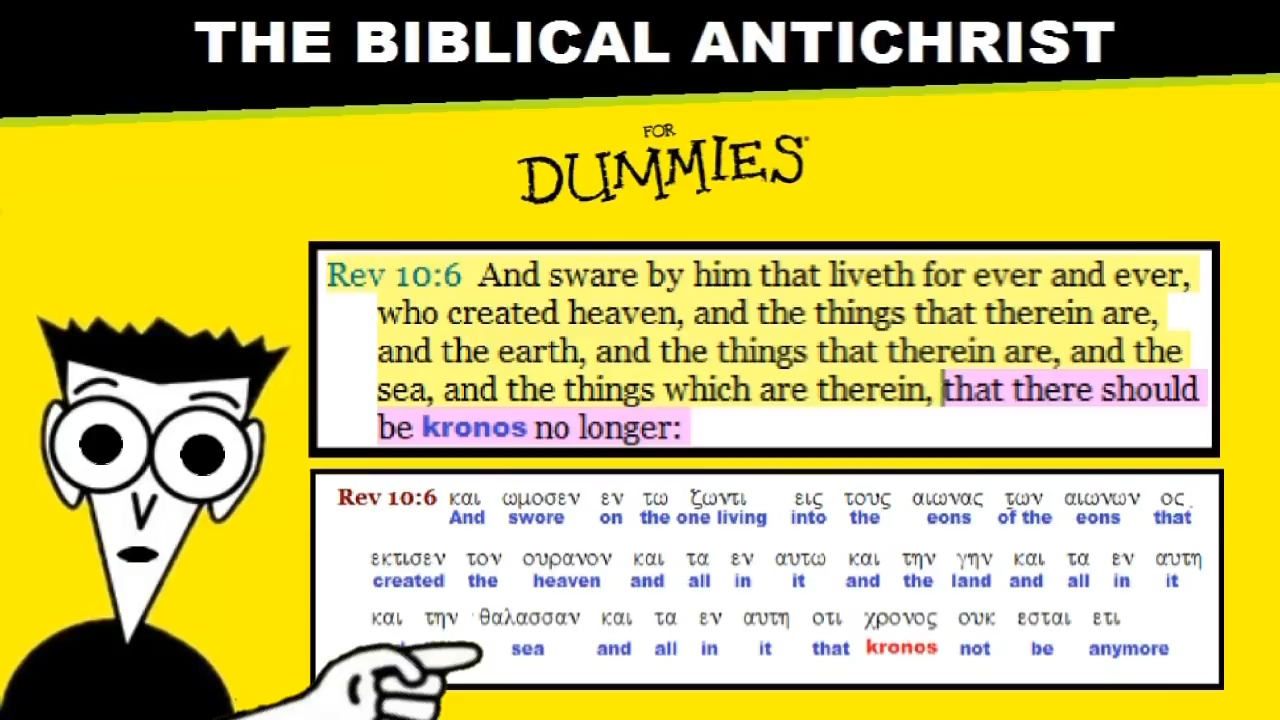 THE BIBLICAL ANTICHRIST
FOR
DUMMIES
Rev 10:6 And sware by him that liveth for ever and ever,
who created heaven, and the things that therein are,
and the earth, and the things that therein are, and the
sea, and the things which are therein, that there should
be kronos no longer:
Rev 10:6 και ωμοσεν εν τω ζωντι εις τους αιωνας των αιωνων ος
And swore on the one living into the eons of the eons that
εκτισεν τον ουρανον και τα εν αυτω και την γην και τα εν αυτη
created the heaven and all in it and the land and all in it
και την θαλασσαν και τα εν αυτη οτι χρονος ουκ εσται ετι
sea and all in it that kronos not be anymore